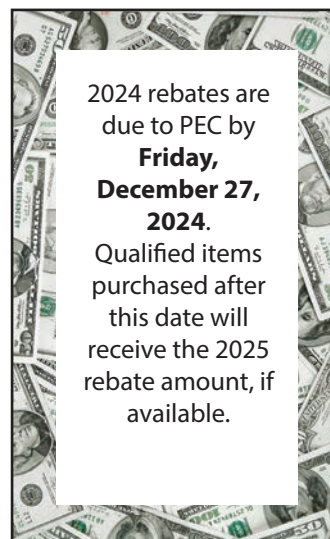 2024 rebates are
due to PEC by
Friday,
December 27,
2024.
Qualified items
purchased after
this date will
receive the 2025
rebate amount, if
available.